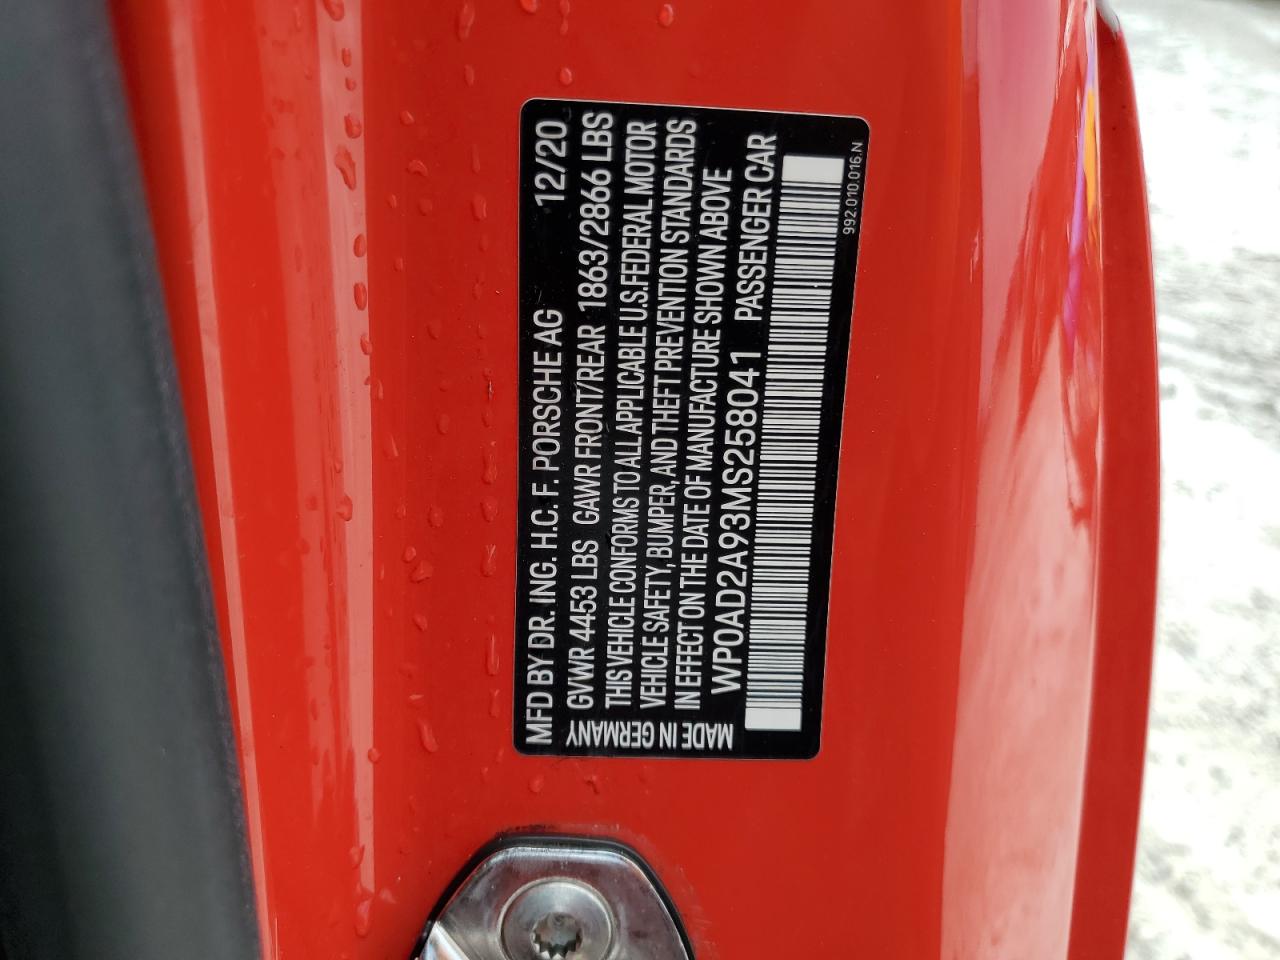 MFD BY DR. ING. H.C. F. PORSCHE AG 12/20
GVWR 4453 LBS GAWR FRONT/REAR 1863/2866 LBS
THIS VEHICLE CONFORMS TO ALL APPLICABLE U.S. FEDERAL MOTOR
VEHICLE SAFETY, BUMPER, AND THEFT PREVENTION STANDARDS
IN EFFECT ON THE DATE OF MANUFACTURE SHOWN ABOVE
WP0AD2A93MS258041 PASSENGER CAR
MADE IN GERMANY
992.010.016.N